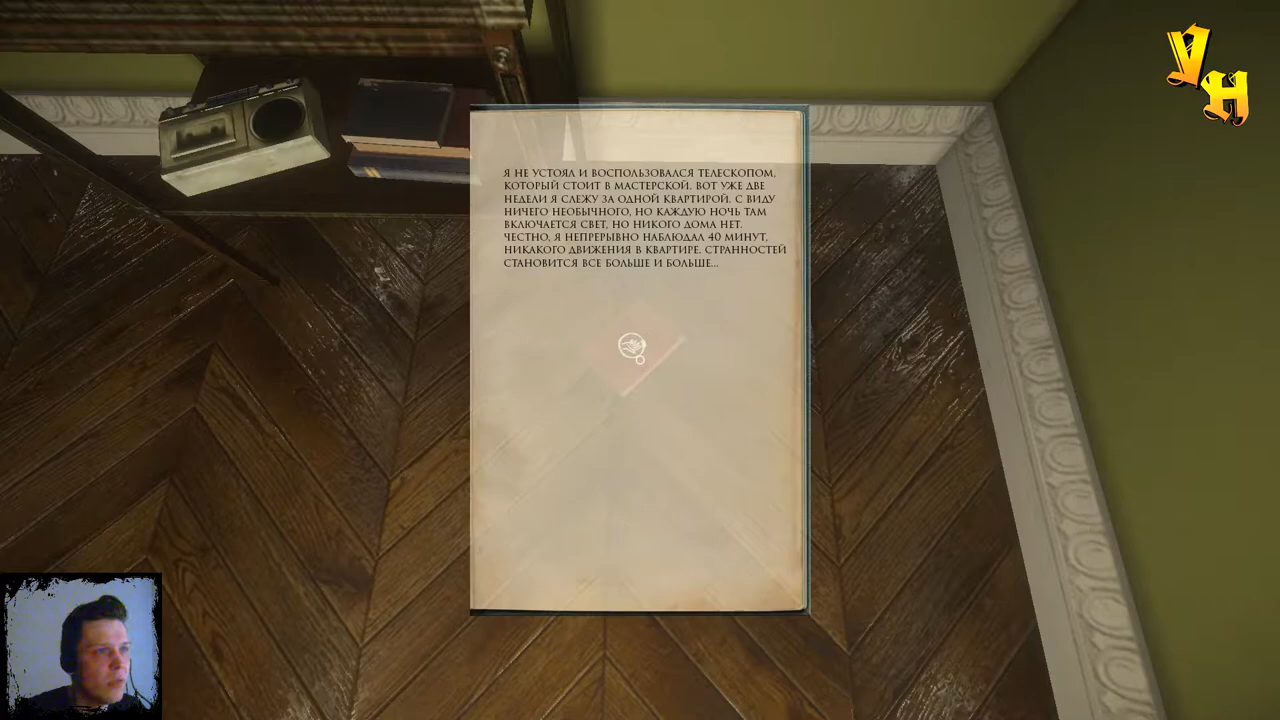 Я НЕ УСТОЯЛ И ВОСПОЛЬЗОВАЛСЯ ТЕЛЕСКОПОМ,
КОТОРЫЙ СТОИТ В МАСТЕРСКОЙ. ВОТ УЖЕ ДВЕ
НЕДЕЛИ Я СЛЕЖУ ЗА ОДНОЙ КВАРТИРОЙ. С ВИДУ
НИЧЕГО НЕОБЫЧНОГО, НО КАЖДУЮ НОЧЬ ТАМ
ВКЛЮЧАЕТСЯ СВЕТ, НО НИКОГО ДОМА НЕТ.
ЧЕСТНО, Я НЕПРЕРЫВНО НАБЛЮДАЛ 40 МИНУТ,
НИКАКОГО ДВИЖЕНИЯ В КВАРТИРЕ. СТРАННОСТЕЙ
СТАНОВИТСЯ ВСЕ БОЛЬШЕ И БОЛЬШЕ...